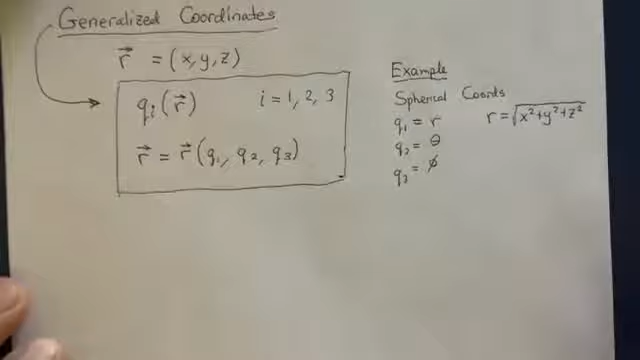 Generalized Coordinates
r⃗ = (x, y, z)
qᵢ(r⃗) i = 1, 2, 3
r⃗ = r⃗(q₁, q₂, q₃)
Example
Spherical Coords
q₁ = r r = √x²+y²+z²
q₂ = θ
q₃ = ϕ